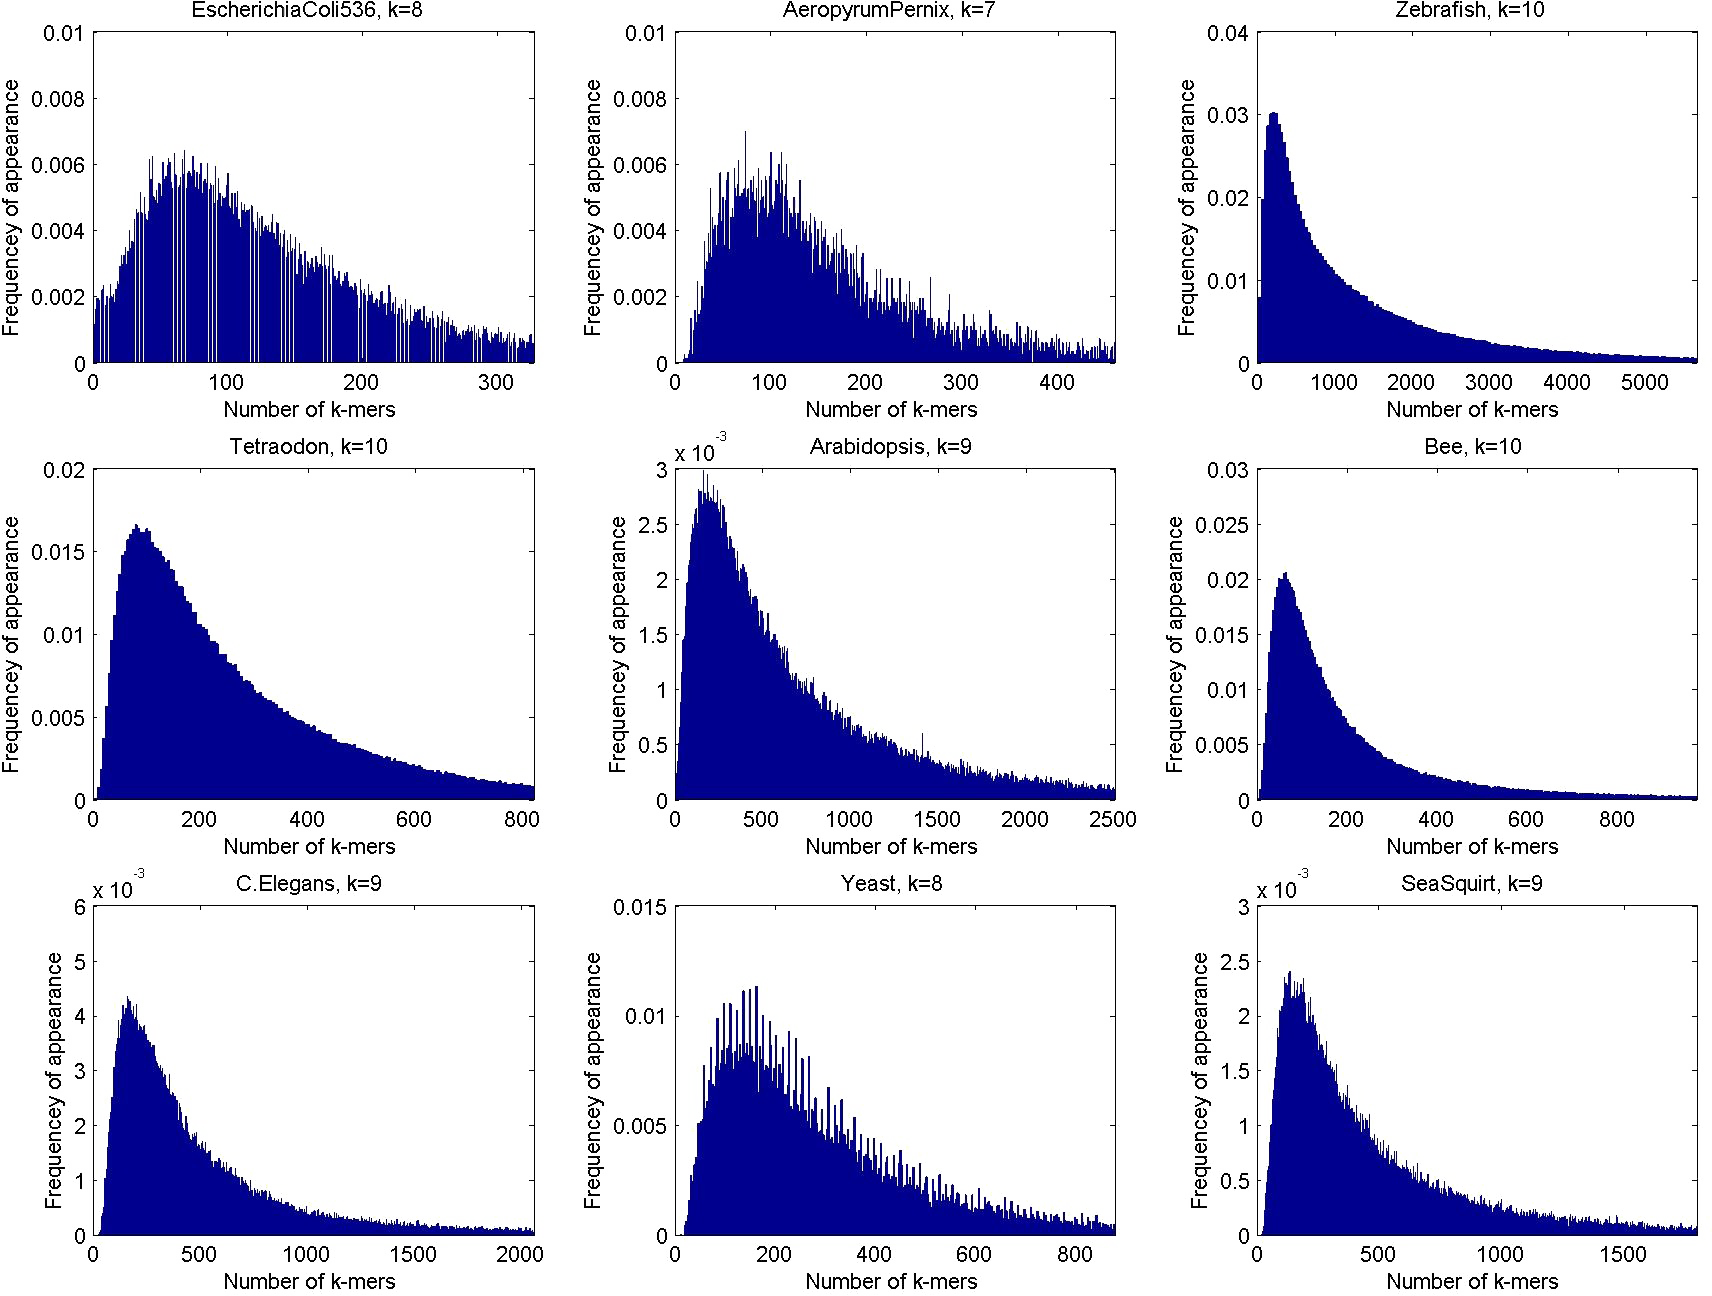 EscherichiaColi536, k=8
0.01
0.008
0.006
0.004
0.002
0
Frequencey of appearance
0 100 200 300
Number of k-mers
AeropyrumPernix, k=7
0.01
0.008
0.006
0.004
0.002
0
Frequencey of appearance
0 100 200 300 400
Number of k-mers
Zebrafish, k=10
0.04
0.03
0.02
0.01
0
Frequencey of appearance
0 1000 2000 3000 4000 5000
Number of k-mers
Tetraodon, k=10
0.02
0.015
0.01
0.005
0
Frequencey of appearance
0 200 400 600 800
Number of k-mers
Arabidopsis, k=9
x 10-3
3
2.5
2
1.5
1
0.5
0
Frequencey of appearance
0 500 1000 1500 2000 2500
Number of k-mers
Bee, k=10
0.03
0.025
0.02
0.015
0.01
0.005
0
Frequencey of appearance
0 200 400 600 800
Number of k-mers
C.Elegans, k=9
x 10-3
6
5
4
3
2
1
0
Frequencey of appearance
0 500 1000 1500 2000
Number of k-mers
Yeast, k=8
0.015
0.01
0.005
0
Frequencey of appearance
0 200 400 600 800
Number of k-mers
SeaSquirt, k=9
x 10-3
3
2.5
2
1.5
1
0.5
0
Frequencey of appearance
0 500 1000 1500
Number of k-mers